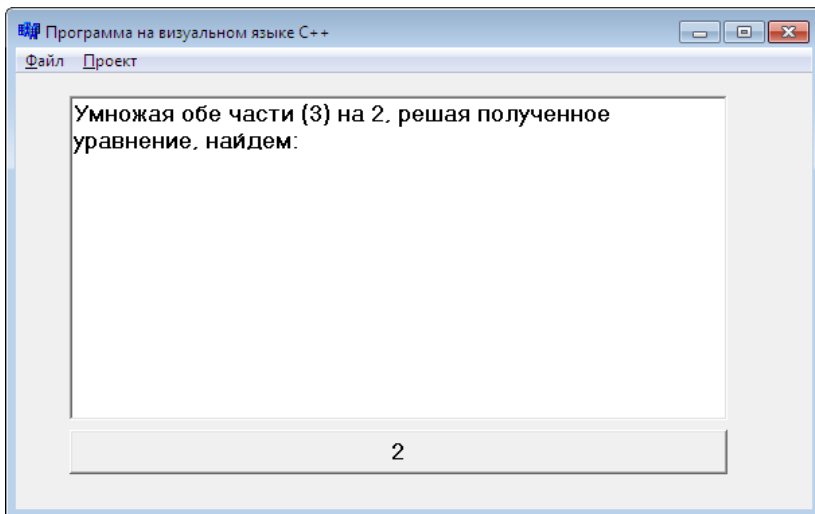 Программа на визуальном языке C++
Файл Проект
Умножая обе части (3) на 2, решая полученное
уравнение, найдем:
2